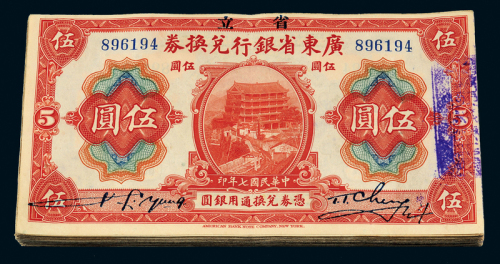 省立
伍 廣東省銀行兌換券 伍
896194 896194
伍圓 伍圓
5 伍圓 伍圓 5
中華民國七年印
伍 憑券兌換通用銀圓 伍
AMERICAN BANK NOTE COMPANY, NEW YORK.